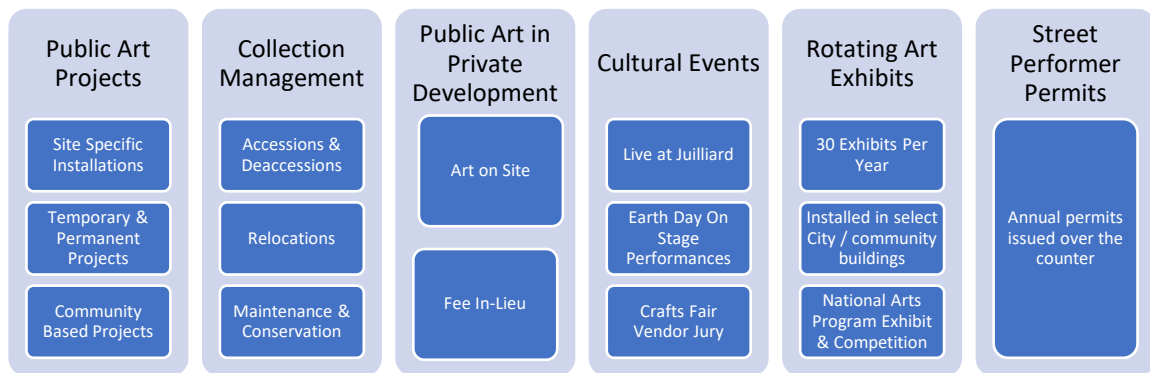 Public Art
Projects
Site Specific
Installations
Temporary &
Permanent
Projects
Community
Based Projects
Collection
Management
Accessions &
Deaccessions
Relocations
Maintenance &
Conservation
Public Art in
Private
Development
Art on Site
Fee In-Lieu
Cultural Events
Live at Juilliard
Earth Day On
Stage
Performances
Crafts Fair
Vendor Jury
Rotating Art
Exhibits
30 Exhibits Per
Year
Installed in select
City / community
buildings
National Arts
Program Exhibit
& Competition
Street
Performer
Permits
Annual permits
issued over the
counter